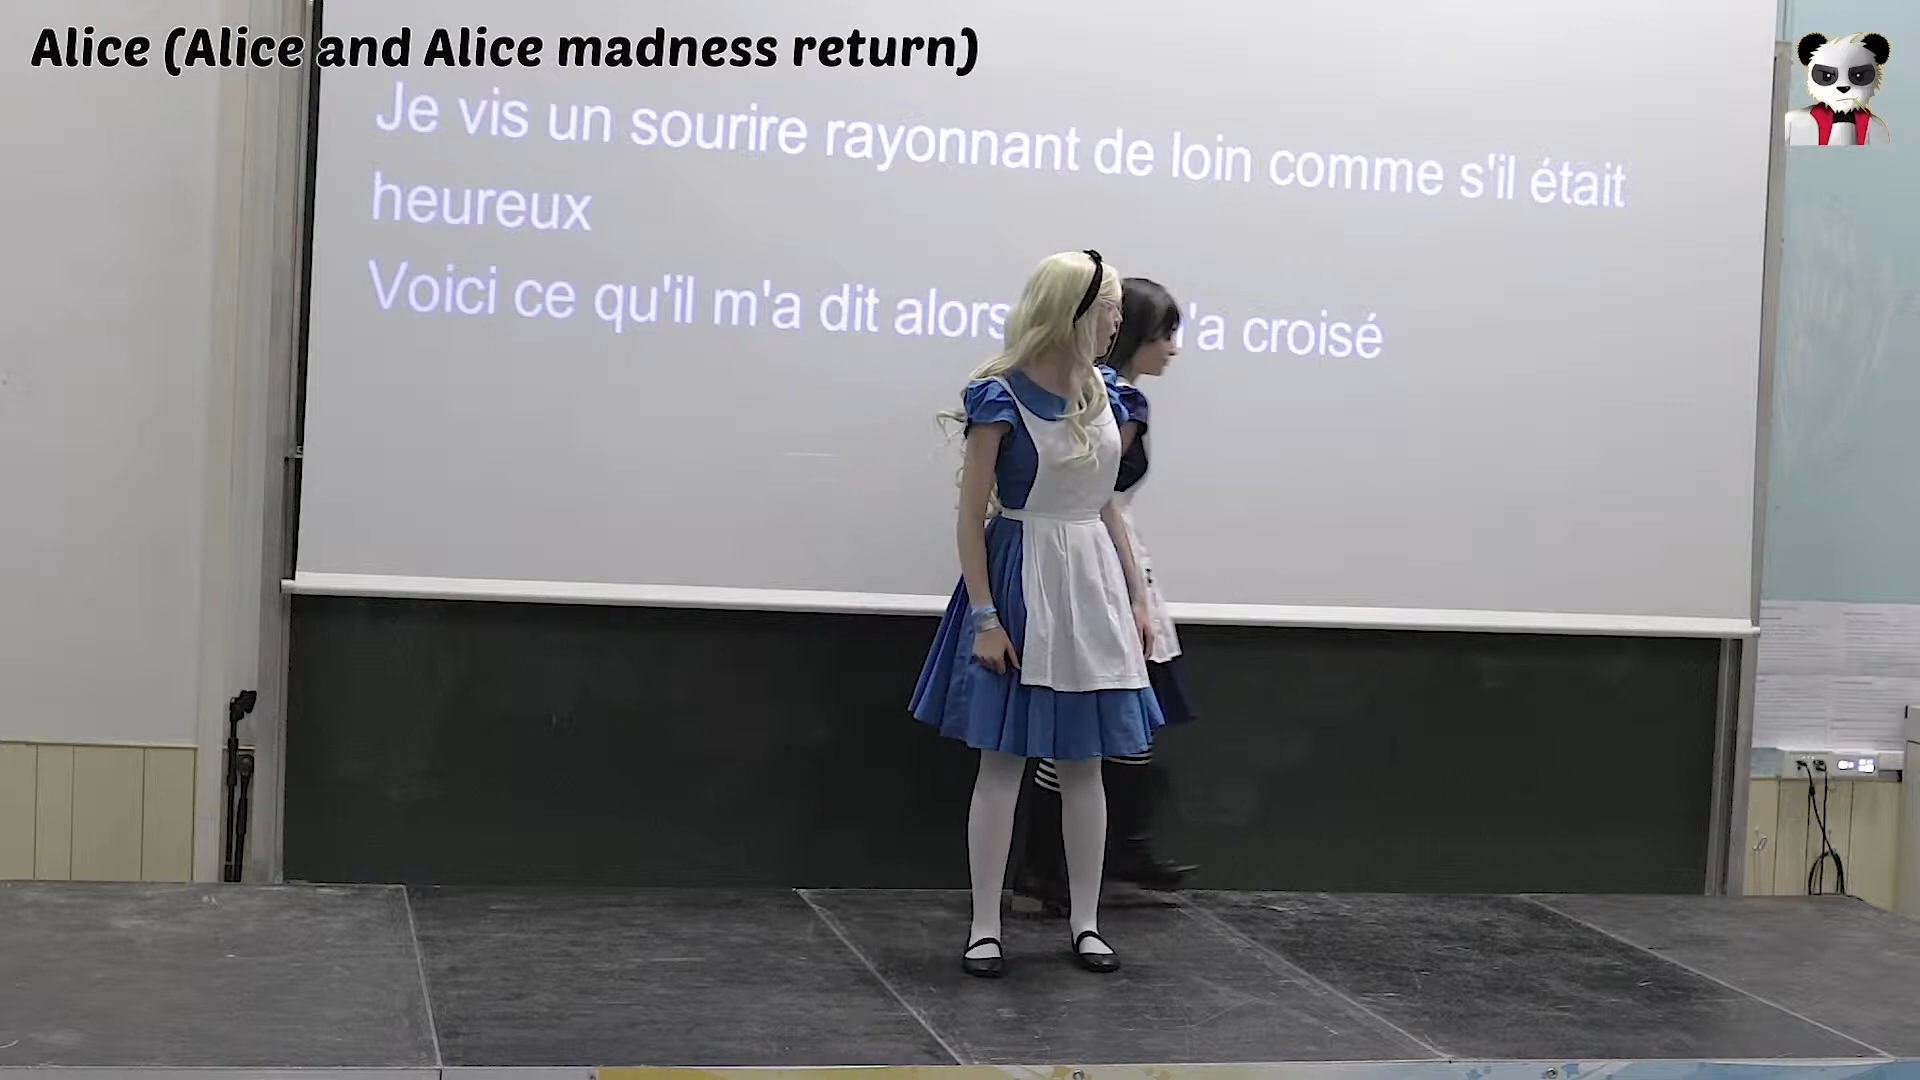 Alice (Alice and Alice madness return)
Je vis un sourire rayonnant de loin comme s'il était
heureux
Voici ce qu'il m'a dit alors 'a croisé